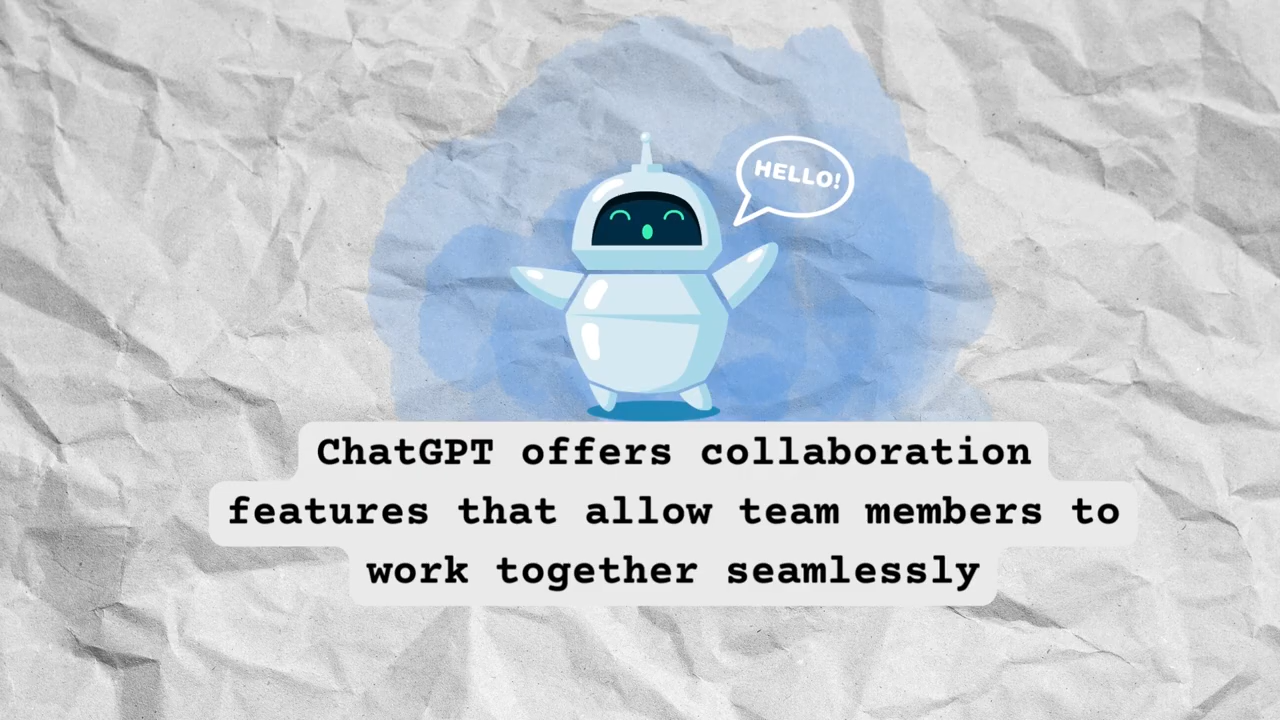 HELLO!
ChatGPT offers collaboration
features that allow team members to
work together seamlessly